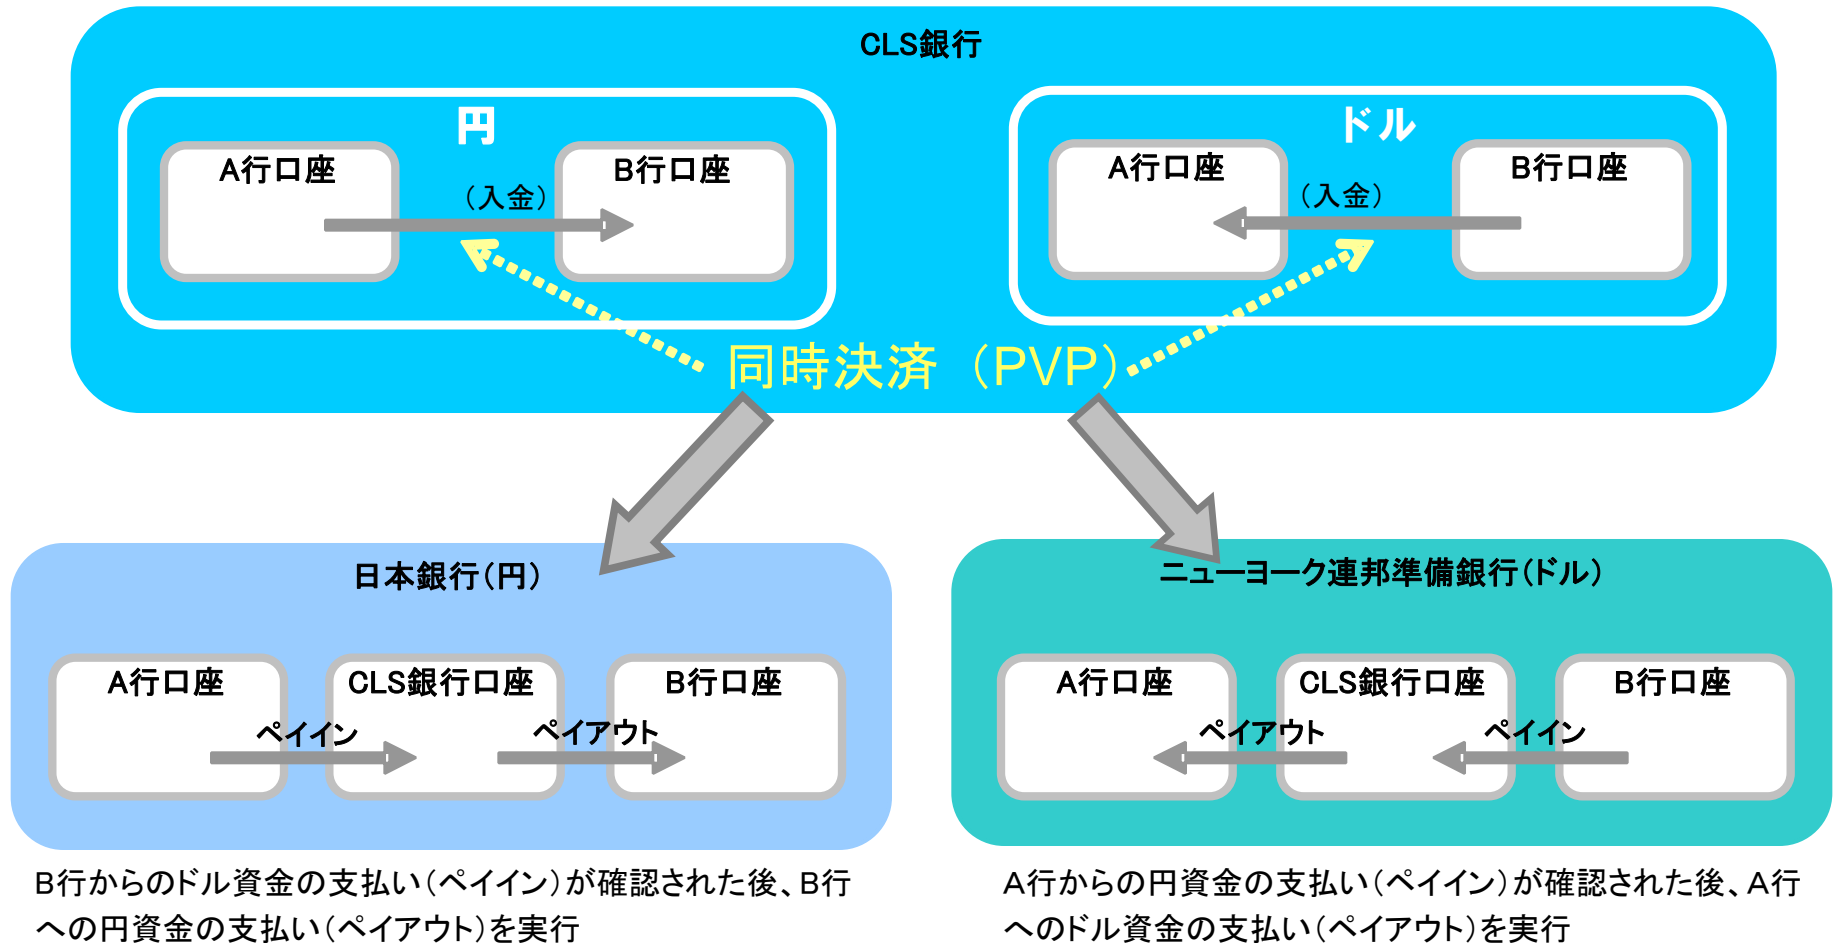 CLS銀行
円
A行口座
(入金)
B行口座
ドル
A行口座
(入金)
B行口座
同時決済 (PVP)
日本銀行(円)
A行口座
CLS銀行口座
B行口座
ペイイン
ペイアウト
B行からのドル資金の支払い(ペイイン)が確認された後、B行
への円資金の支払い(ペイアウト)を実行
ニューヨーク連邦準備銀行(ドル)
A行口座
CLS銀行口座
B行口座
ペイアウト
ペイイン
A行からの円資金の支払い(ペイイン)が確認された後、A行
へのドル資金の支払い(ペイアウト)を実行